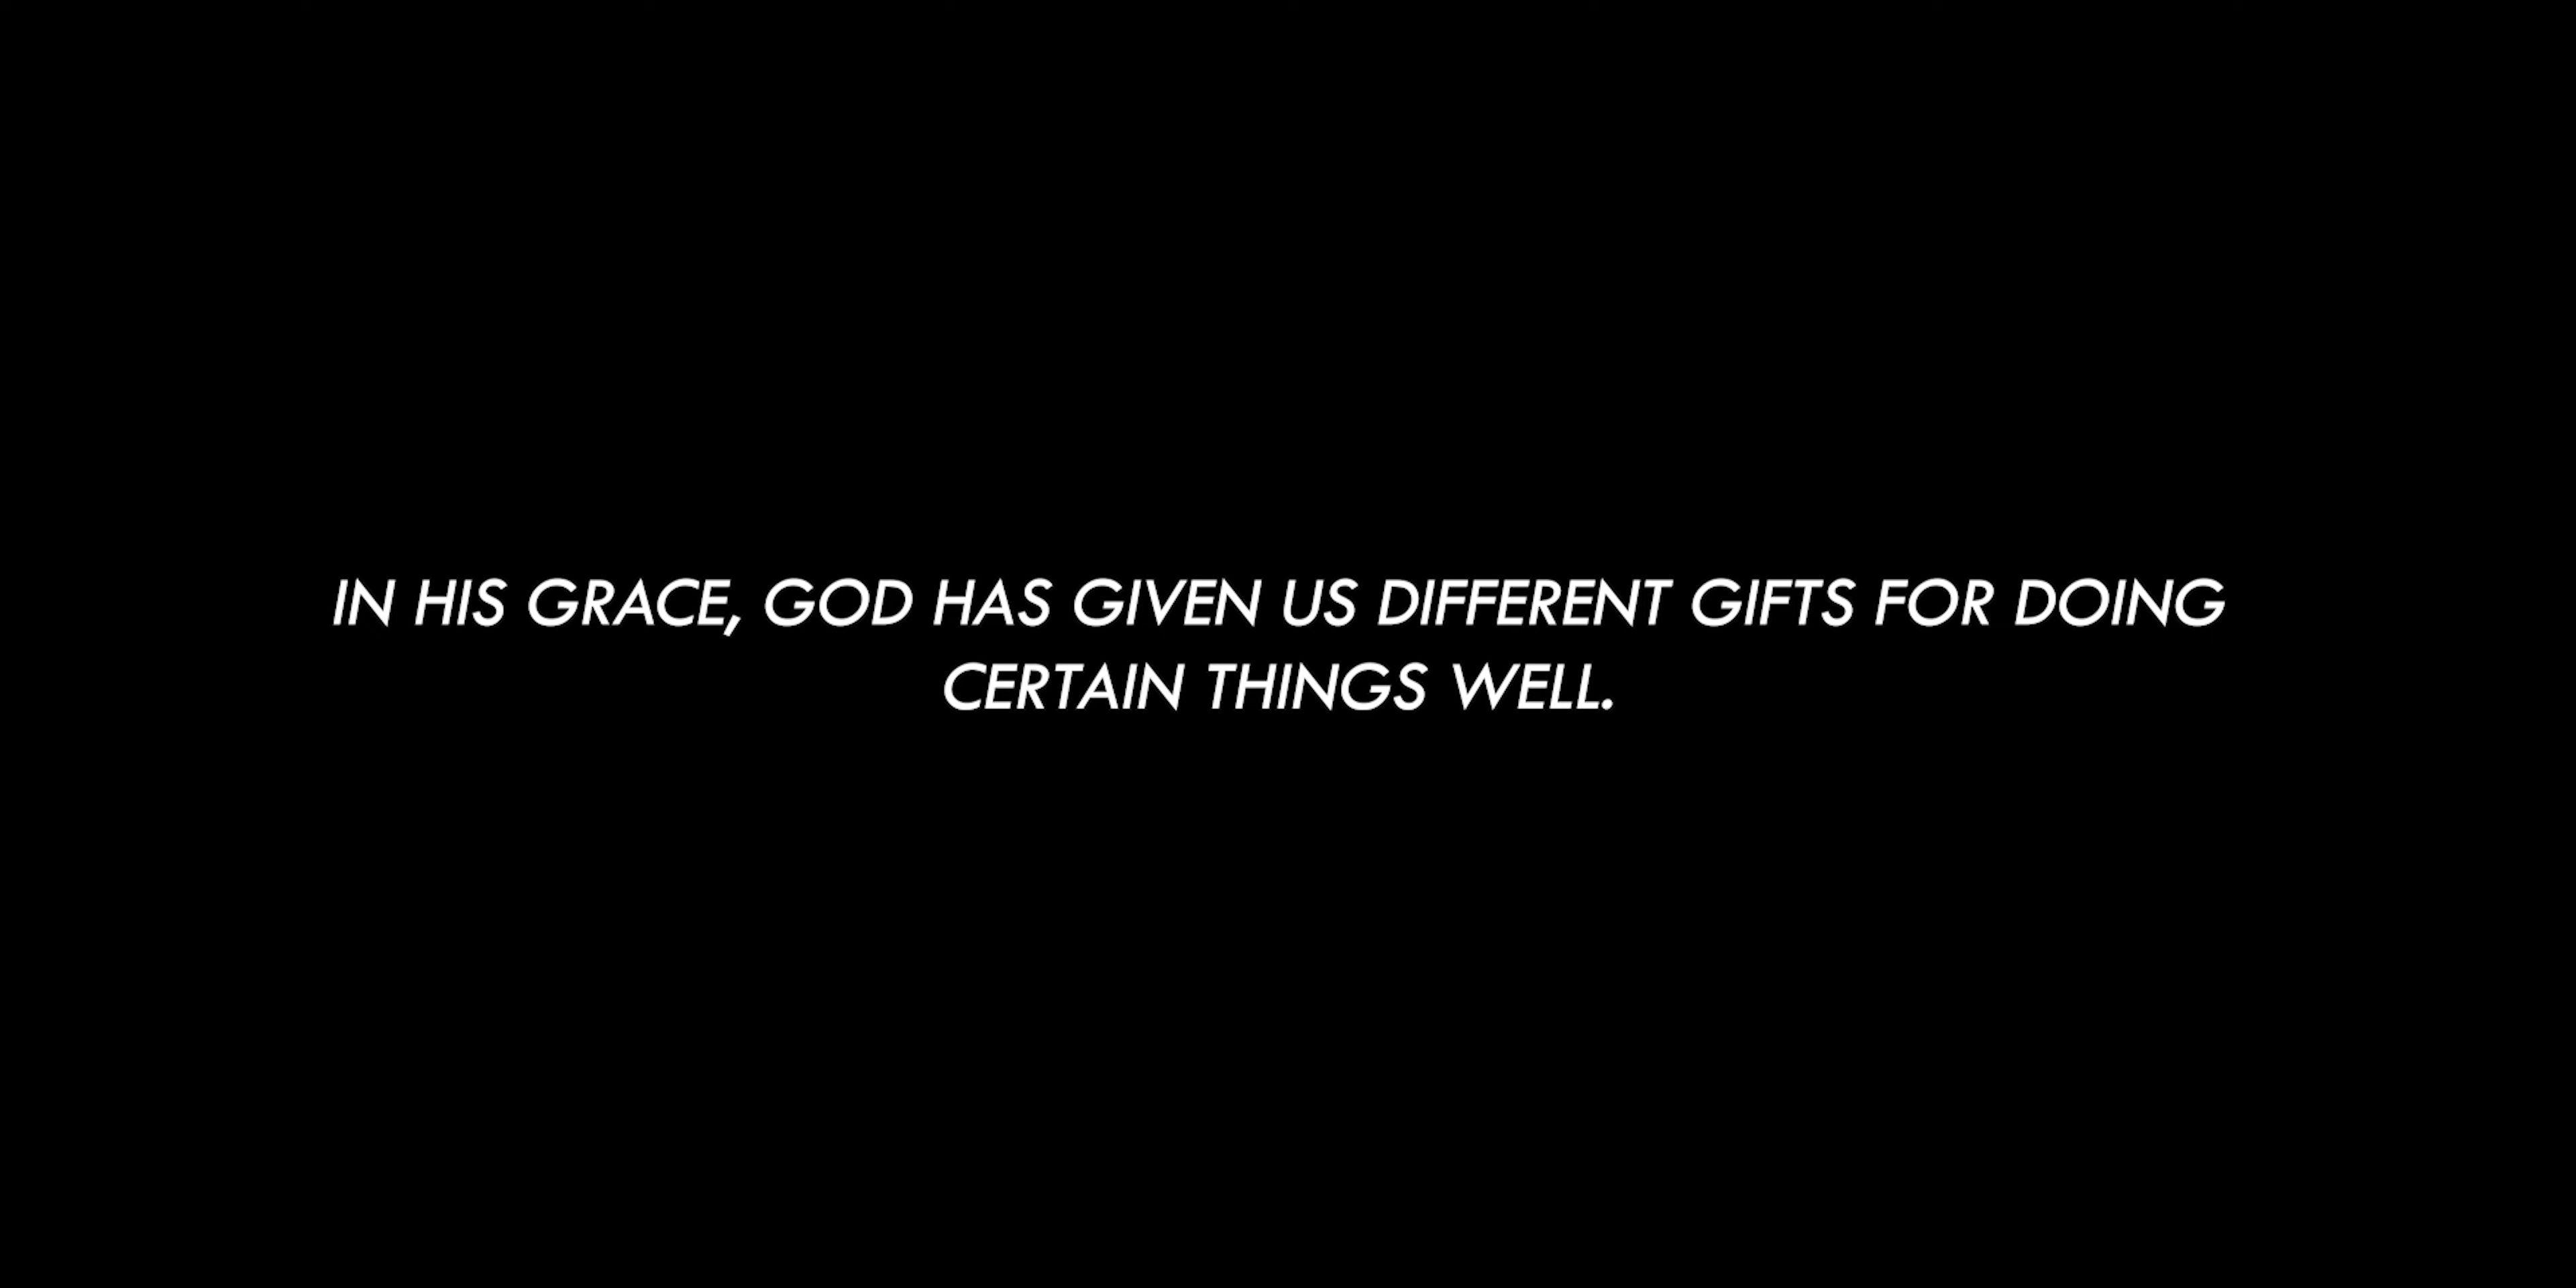 IN HIS GRACE, GOD HAS GIVEN US DIFFERENT GIFTS FOR DOING
CERTAIN THINGS WELL.